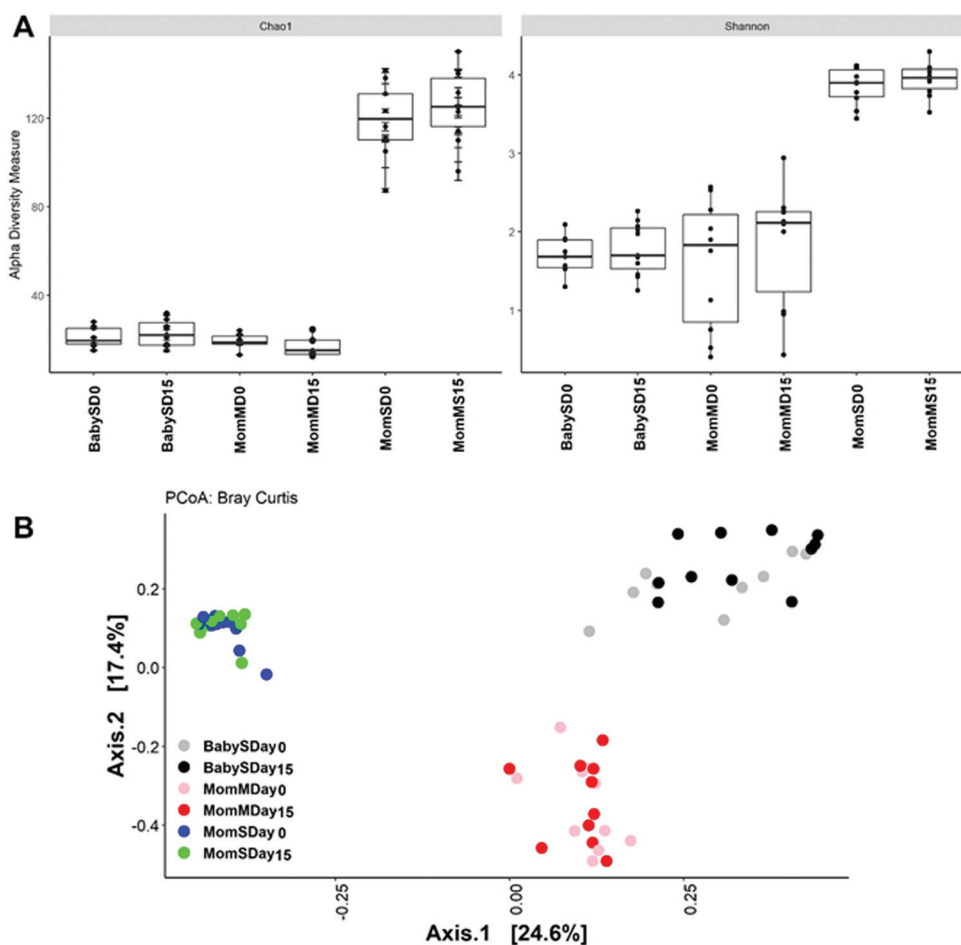 A
Chao1
Shannon
Alpha Diversity Measure
120
80
40
4
3
2
1
BabySD0
BabySD15
MomMD0
MomMD15
MomSD0
MomMS15
BabySD0
BabySD15
MomMD0
MomMD15
MomSD0
MomMS15
B
PCoA: Bray Curtis
Axis.2 [17.4%]
0.2
0.0
-0.2
-0.4
BabySDay0
BabySDay15
MomMDay0
MomMDay15
MomSDay0
MomSDay15
-0.25
0.00
0.25
Axis.1 [24.6%]